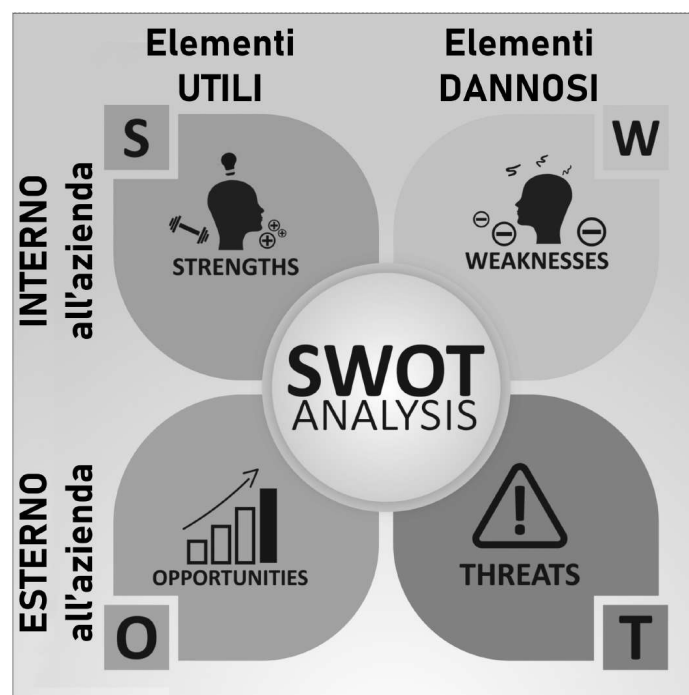 Elementi
UTILI
Elementi
DANNOSI
S
W
INTERNO
all'azienda
STRENGTHS
WEAKNESSES
SWOT
ANALYSIS
ESTERNO
all'azienda
OPPORTUNITIES
THREATS
O
T